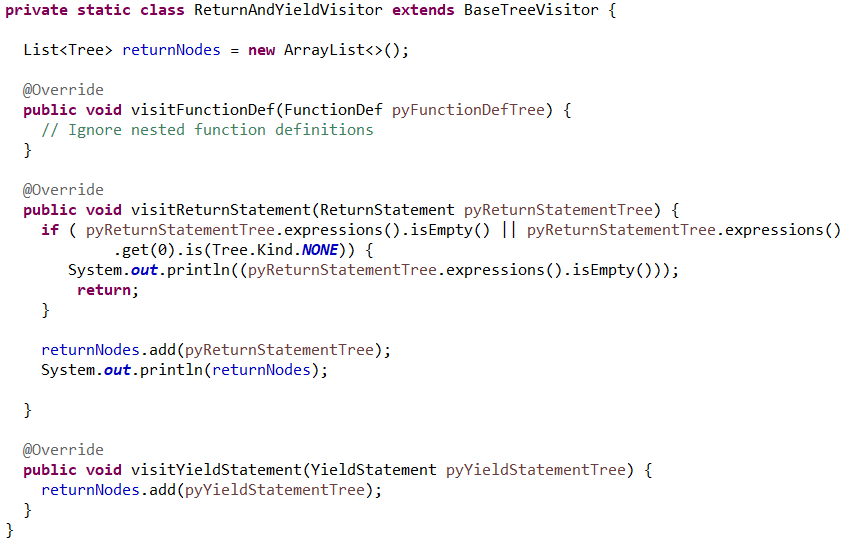 private static class ReturnAndYieldVisitor extends BaseTreeVisitor {
List<Tree> returnNodes = new ArrayList<>();
@Override
public void visitFunctionDef(FunctionDef pyFunctionDefTree) {
// Ignore nested function definitions
}
@Override
public void visitReturnStatement(ReturnStatement pyReturnStatementTree) {
if ( pyReturnStatementTree.expressions().isEmpty() || pyReturnStatementTree.expressions()
.get(0).is(Tree.Kind.NONE)) {
System.out.println((pyReturnStatementTree.expressions().isEmpty()));
return;
}
returnNodes.add(pyReturnStatementTree);
System.out.println(returnNodes);
}
@Override
public void visitYieldStatement(YieldStatement pyYieldStatementTree) {
returnNodes.add(pyYieldStatementTree);
}
}